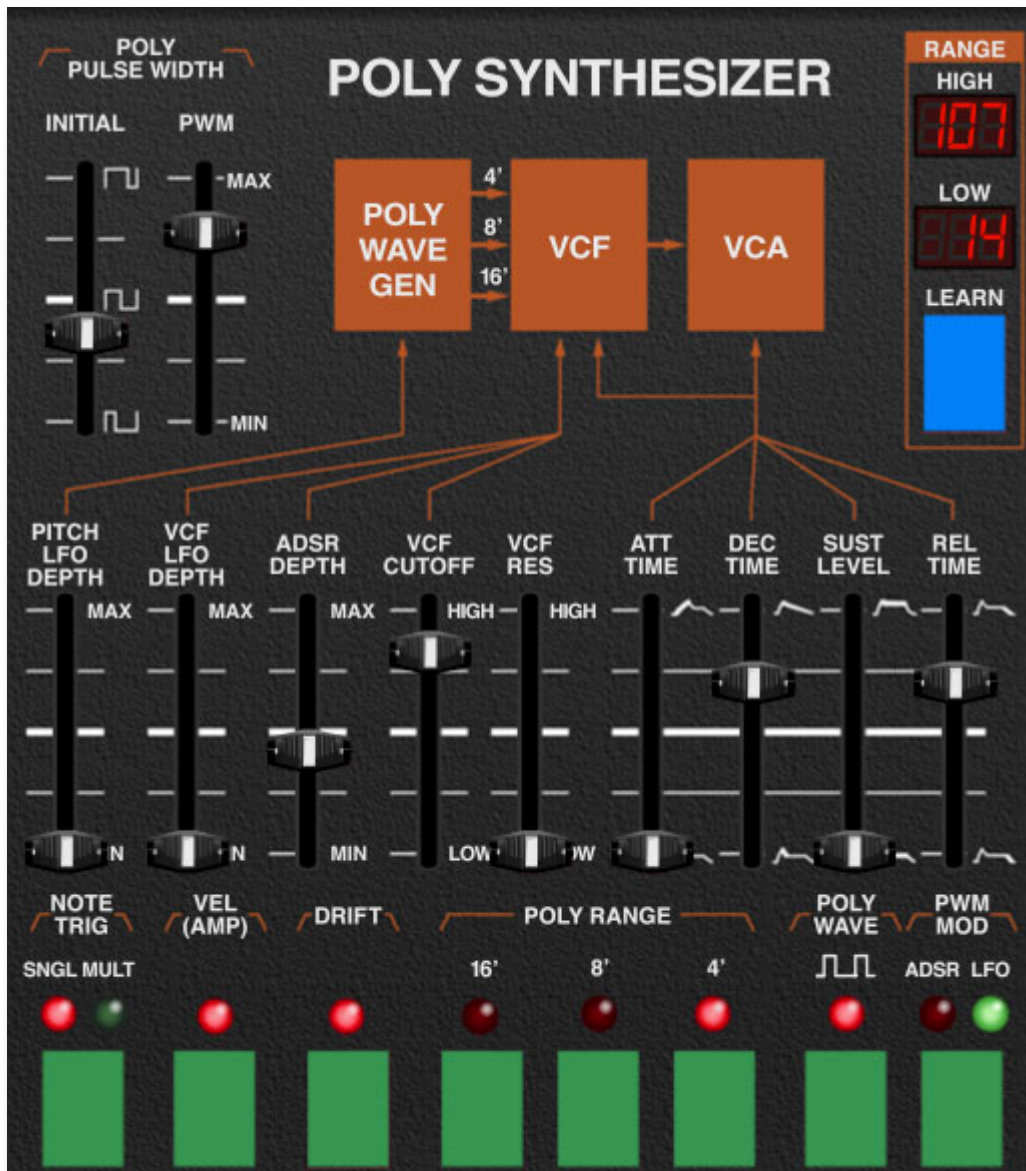 POLY
PULSE WIDTH
INITIAL PWM
MAX
MIN
POLY SYNTHESIZER
POLY
WAVE
GEN
4’
8’
16’
VCF
VCA
RANGE
HIGH
107
LOW
14
LEARN
PITCH
LFO
DEPTH
VCF
LFO
DEPTH
ADSR
DEPTH
VCF
CUTOFF
VCF
RES
ATT
TIME
DEC
TIME
SUST
LEVEL
REL
TIME
MAX MAX MAX HIGH HIGH
N N MIN LOW OW
NOTE
TRIG
VEL
(AMP)
DRIFT
POLY RANGE
POLY
WAVE
PWM
MOD
SNGL MULT 16’ 8’ 4’ ADSR LFO